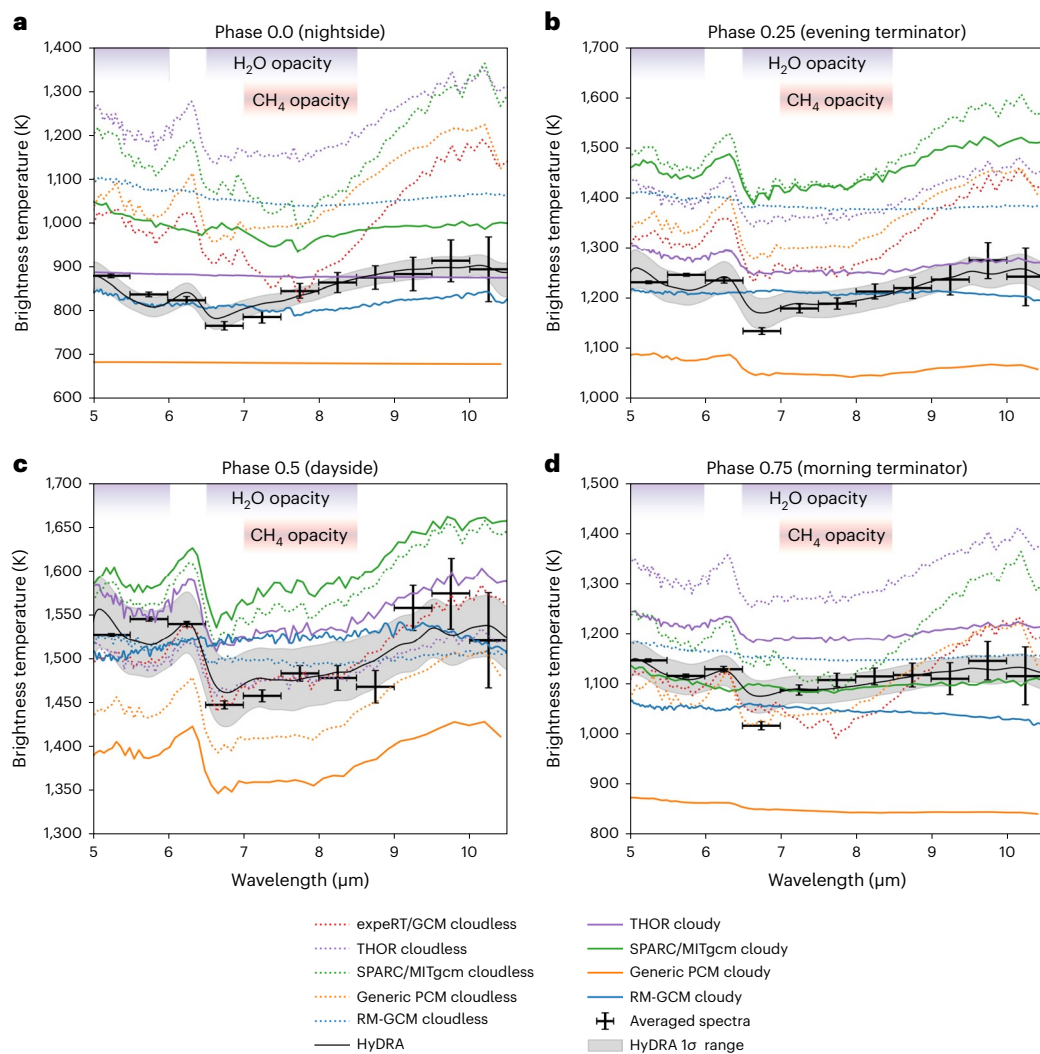 a
Phase 0.0 (nightside)
H₂O opacity
CH₄ opacity
Brightness temperature (K)
1,400
1,300
1,200
1,100
1,000
900
800
700
600
5 6 7 8 9 10
b
Phase 0.25 (evening terminator)
H₂O opacity
CH₄ opacity
Brightness temperature (K)
1,700
1,600
1,500
1,400
1,300
1,200
1,100
1,000
5 6 7 8 9 10
c
Phase 0.5 (dayside)
H₂O opacity
CH₄ opacity
Brightness temperature (K)
1,700
1,650
1,600
1,550
1,500
1,450
1,400
1,350
1,300
5 6 7 8 9 10
Wavelength (µm)
d
Phase 0.75 (morning terminator)
H₂O opacity
CH₄ opacity
Brightness temperature (K)
1,500
1,400
1,300
1,200
1,100
1,000
900
800
5 6 7 8 9 10
Wavelength (µm)
expeRT/GCM cloudless
THOR cloudless
SPARC/MITgcm cloudless
Generic PCM cloudless
RM-GCM cloudless
HyDRA
THOR cloudy
SPARC/MITgcm cloudy
Generic PCM cloudy
RM-GCM cloudy
Averaged spectra
HyDRA 1σ range